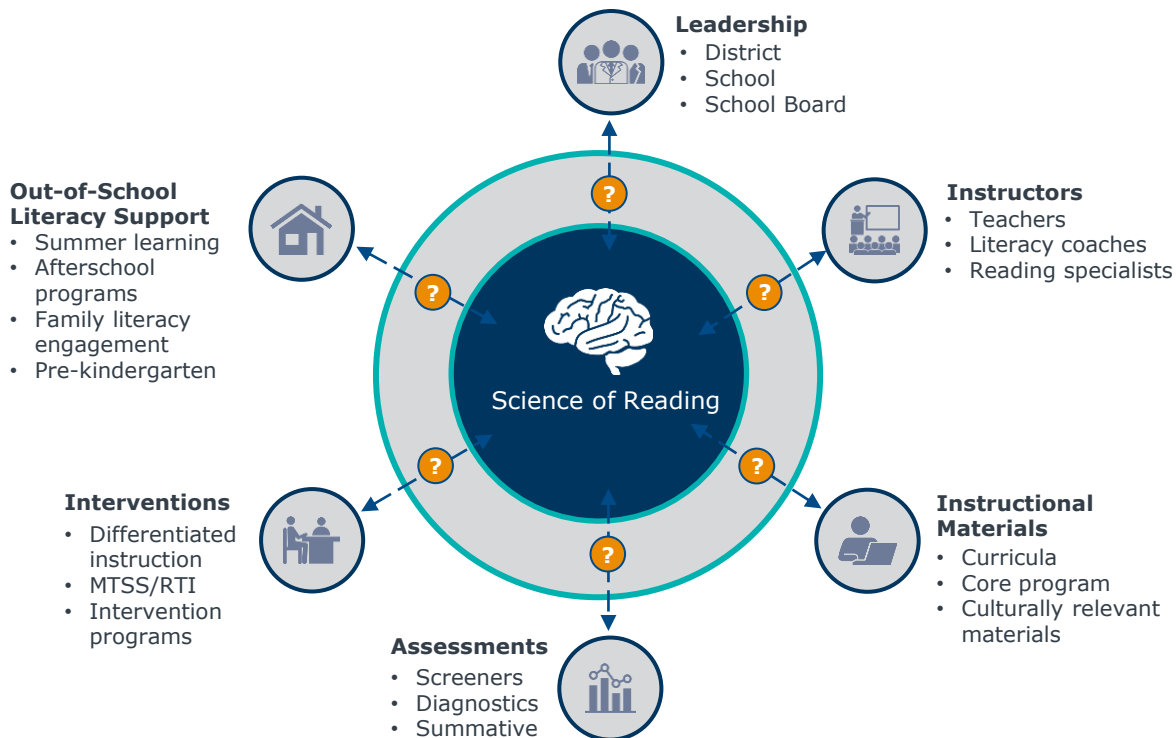 Leadership
• District
• School
• School Board
Out-of-School
Literacy Support
• Summer learning
• Afterschool
programs
• Family literacy
engagement
• Pre-kindergarten
?
Instructors
• Teachers
• Literacy coaches
• Reading specialists
?
?
Science of Reading
?
?
?
Interventions
• Differentiated
instruction
• MTSS/RTI
• Intervention
programs
Instructional
Materials
• Curricula
• Core program
• Culturally relevant
materials
Assessments
• Screeners
• Diagnostics
• Summative